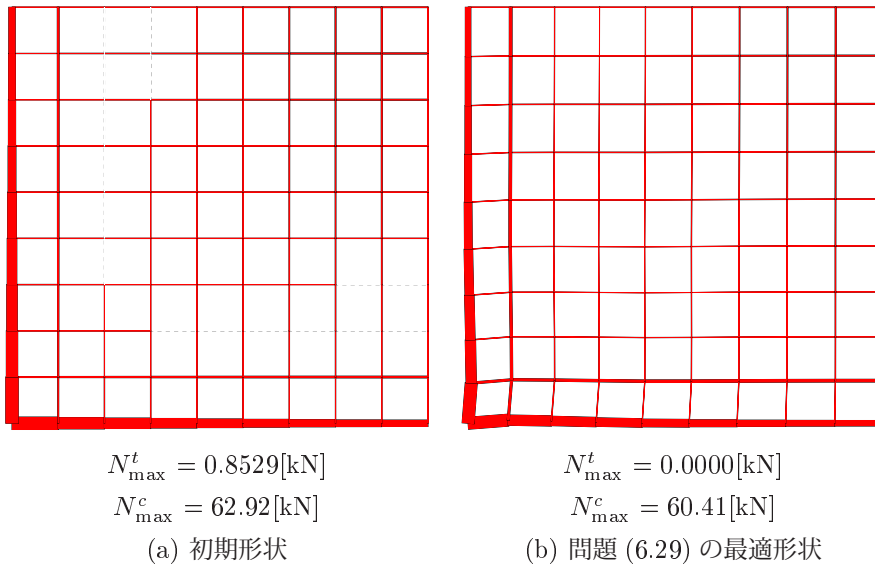 N^t_max = 0.8529[kN]
N^c_max = 62.92[kN]
(a) 初期形状
N^t_max = 0.0000[kN]
N^c_max = 60.41[kN]
(b) 問題 (6.29) の最適形状